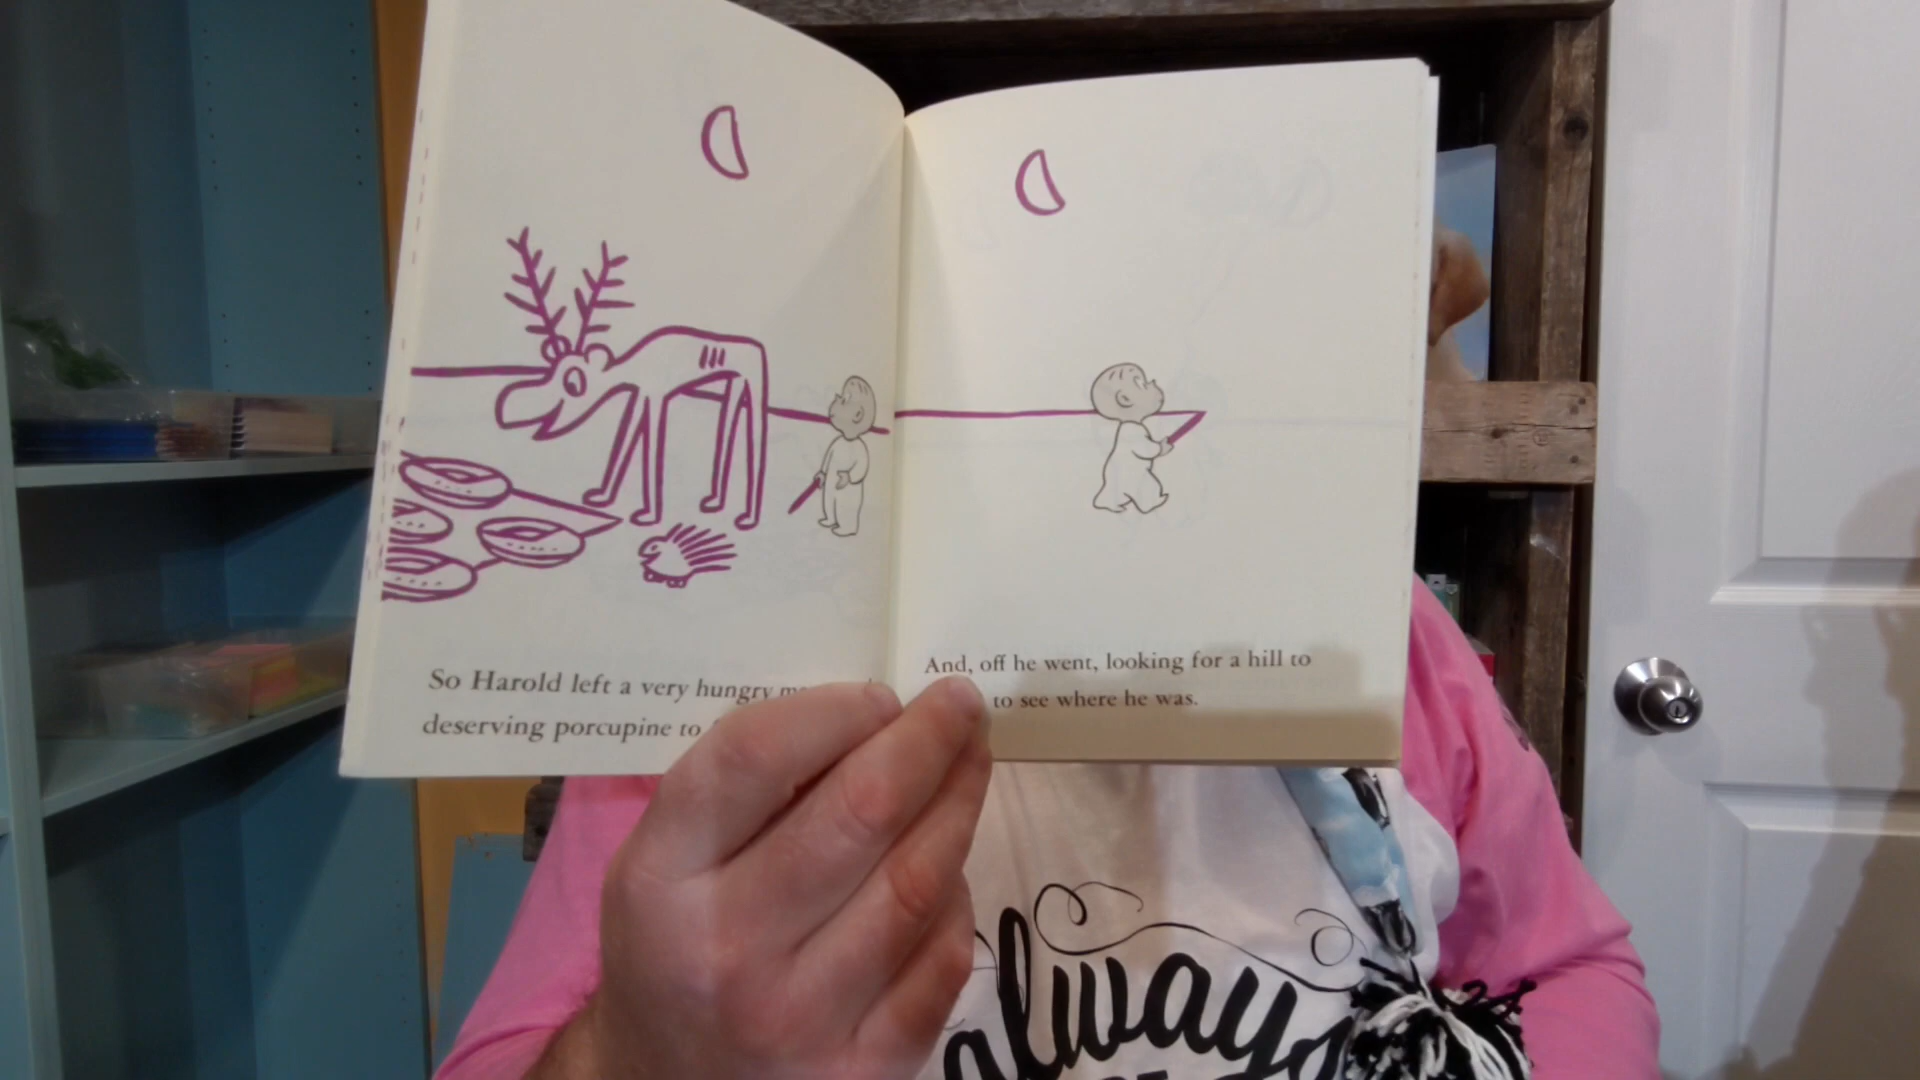 So Harold left a very hungry
deserving porcupine to
And, off he went, looking for a hill to
to see where he was.
always